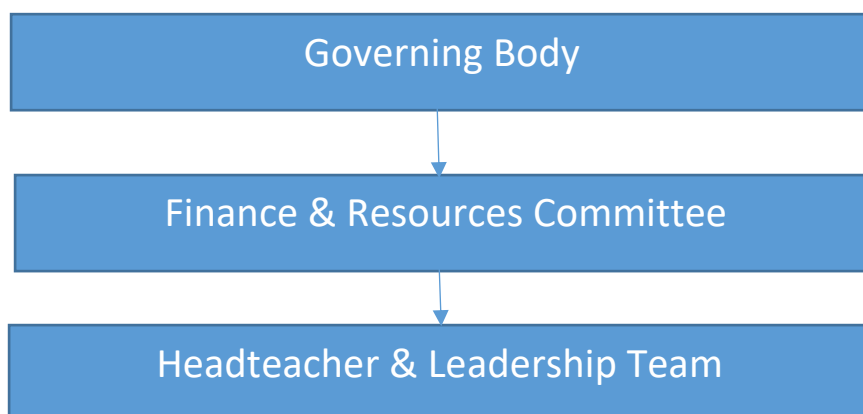 Governing Body
Finance & Resources Committee
Headteacher & Leadership Team